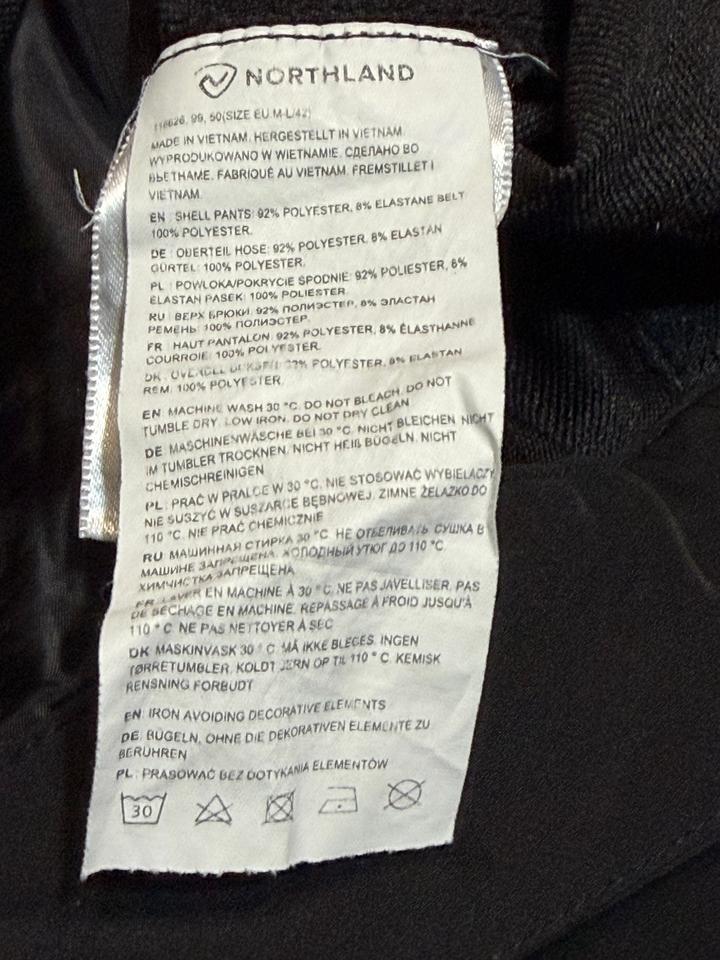 NORTHLAND
99, 50(SIZE EU M-L/42)
MADE IN VIETNAM. HERGESTELLT IN VIETNAM.
WYPRODUKOWANO W WIETNAMIE. СДЕЛАНО ВО
ВЬЕТНАМЕ. FABRIQUÉ AU VIETNAM. FREMSTILLET I
VIETNAM.
EN : SHELL PANTS: 92% POLYESTER, 8% ELASTANE BELT
100% POLYESTER.
DE : OBERTEIL HOSE: 92% POLYESTER, 8% ELASTAN
GÜRTEL: 100% POLYESTER.
PL : POWLOKA/POKRYCIE SPODNIE: 92% POLIESTER, 8%
ELASTAN PASEK: 100% POLIESTER.
RU : ВЕРХ БРЮКИ: 92% ПОЛИЭСТЕР, 8% ЭЛАСТАН
РЕМЕНЬ: 100% ПОЛИЭСТЕР.
FR : HAUT PANTALON: 92% POLYESTER, 8% ÉLASTHANNE
COURROIE: 100% POLYESTER.
DK : 92% POLYESTER, 8% ELASTAN
REM: 100% POLYESTER.
EN: MACHINE WASH 30 °C. DO NOT BLEACH. DO NOT
TUMBLE DRY. LOW IRON. DO NOT DRY CLEAN
DE: MASCHINENWÄSCHE BEI 30 °C. NICHT BLEICHEN. NICHT
IM TUMBLER TROCKNEN. NICHT HEIß BÜGELN. NICHT
CHEMISCHREINIGEN
PL: PRAĆ W PRALCE W 30 °C. NIE STOSOWAĆ WYBIELACZY.
NIE SUSZYĆ W SUSZARCE BĘBNOWEJ. ZIMNE ŻELAZKO DO
110 °C. NIE PRAĆ CHEMICZNIE
RU: МАШИННАЯ СТИРКА 30 °C. НЕ ОТБЕЛИВАТЬ. СУШКА В
МАШИНЕ ЗАПРЕЩЕНА. ХОЛОДНЫЙ УТЮГ ДО 110 °C.
ХИМЧИСТКА ЗАПРЕЩЕНА
FR: LAVER EN MACHINE À 30 °C. NE PAS JAVELLISER. PAS
DE SÉCHAGE EN MACHINE. REPASSAGE À FROID JUSQU'À
110 °C. NE PAS NETTOYER À SEC
DK: MASKINVASK 30 °C. MÅ IKKE BLEGES. INGEN
TØRRETUMBLER. KOLDT JERN OP TIL 110 °C. KEMISK
RENSNING FORBUDT
EN: IRON AVOIDING DECORATIVE ELEMENTS
DE: BÜGELN, OHNE DIE DEKORATIVEN ELEMENTE ZU
BERÜHREN
PL: PRASOWAĆ BEZ DOTYKANIA ELEMENTÓW
30